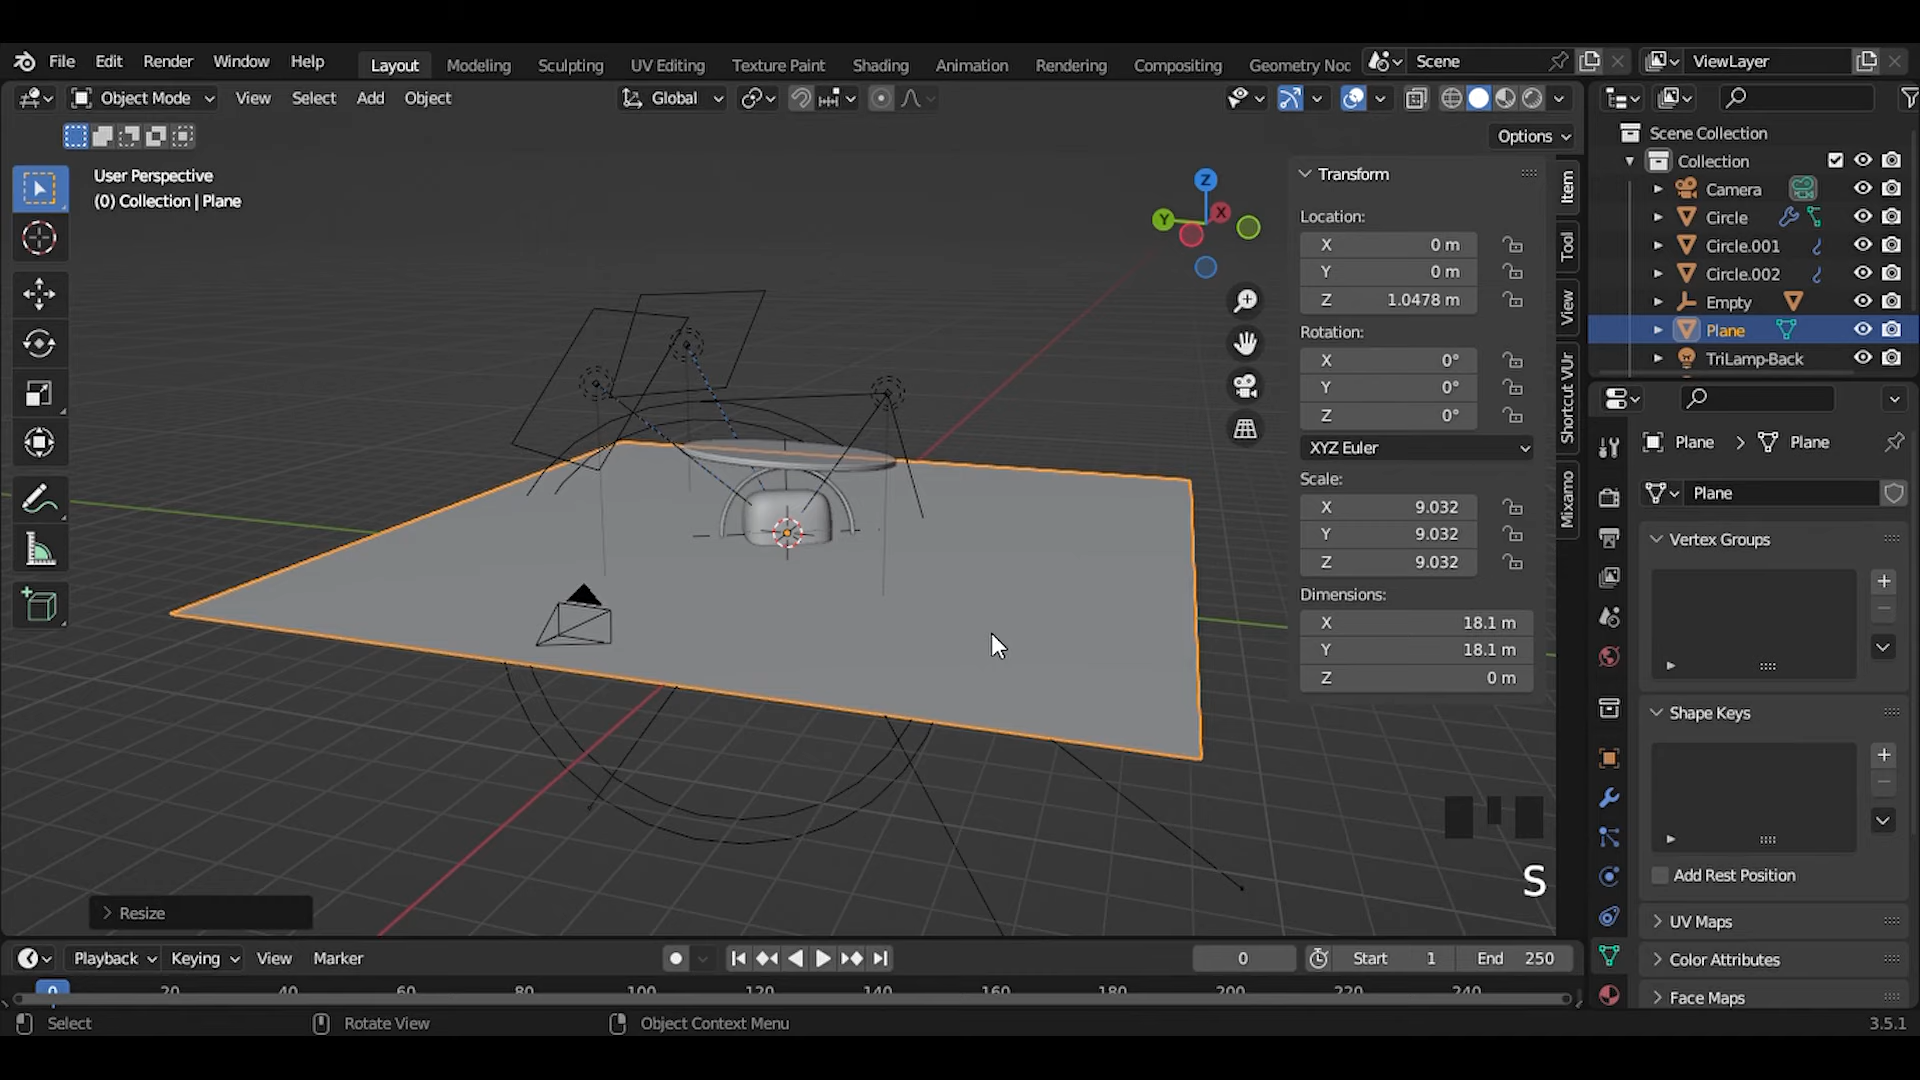 File Edit Render Window Help Layout Modeling Sculpting UV Editing Texture Paint Shading Animation Rendering Compositing Geometry Noc Scene ViewLayer
Object Mode View Select Add Object Global
Options
User Perspective
(0) Collection | Plane
Z
Y
X
Transform
Location:
X 0 m
Y 0 m
Z 1.0478 m
Rotation:
X 0°
Y 0°
Z 0°
XYZ Euler
Scale:
X 9.032
Y 9.032
Z 9.032
Dimensions:
X 18.1 m
Y 18.1 m
Z 0 m
Item
Tool
View
Shortcut VUr
Mixamo
Scene Collection
Collection
Camera
Circle
Circle.001
Circle.002
Empty
Plane
TriLamp-Back
Plane > Plane
Plane
Vertex Groups
Shape Keys
Add Rest Position
UV Maps
Color Attributes
Face Maps
S
Resize
Playback Keying View Marker 0 Start 1 End 250
0 20 40 60 80 100 120 140 160 180 200 220 240
Select Rotate View Object Context Menu 3.5.1